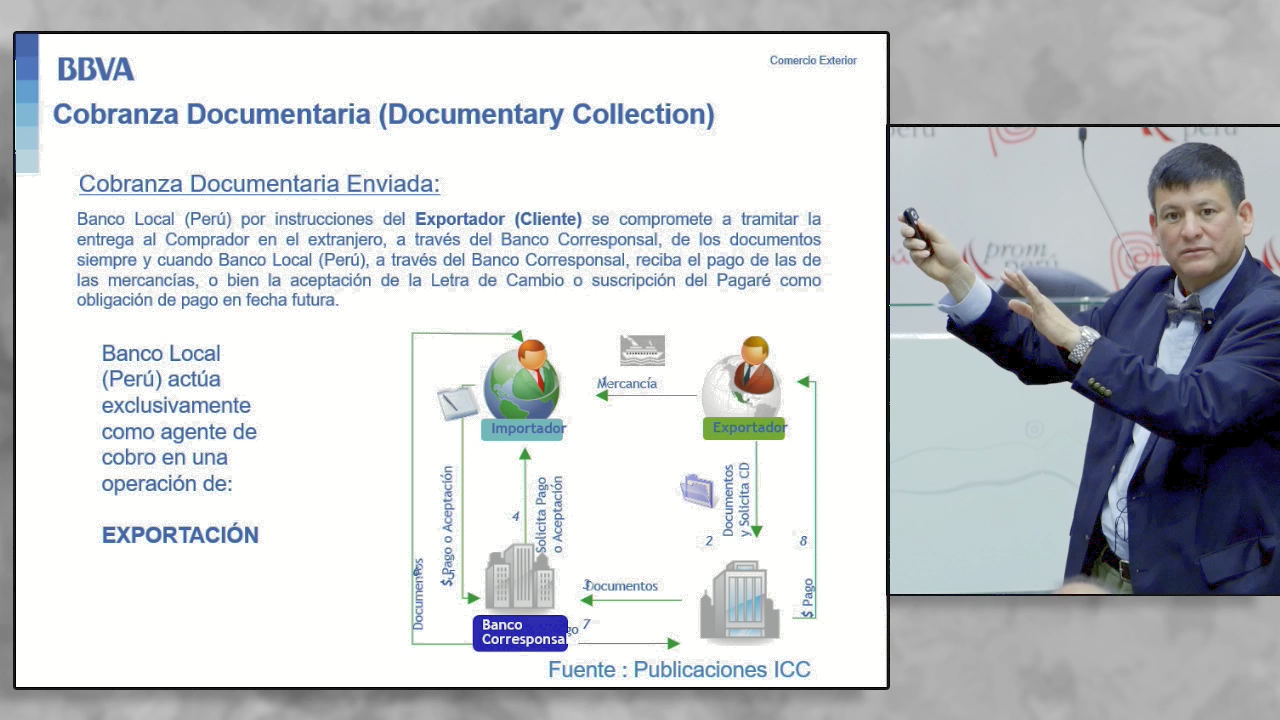 BBVA
Comercio Exterior
Cobranza Documentaria (Documentary Collection)
Cobranza Documentaria Enviada:
Banco Local (Perú) por instrucciones del Exportador (Cliente) se compromete a tramitar la
entrega al Comprador en el extranjero, a través del Banco Corresponsal, de los documentos
siempre y cuando Banco Local (Perú), a través del Banco Corresponsal, reciba el pago de las de
las mercancías, o bien la aceptación de la Letra de Cambio o suscripción del Pagaré como
obligación de pago en fecha futura.
Banco Local
(Perú) actúa
exclusivamente
como agente de
cobro en una
operación de:
EXPORTACIÓN
Mercancía
Importador
Exportador
$ Pago o Aceptación
4
Solicita Pago
o Aceptación
Documentos
y Solicita CD
2
8
Documentos
3
Documentos
$ Pago
7
Banco
Corresponsal
Fuente : Publicaciones ICC
perú
perú
prom
perú